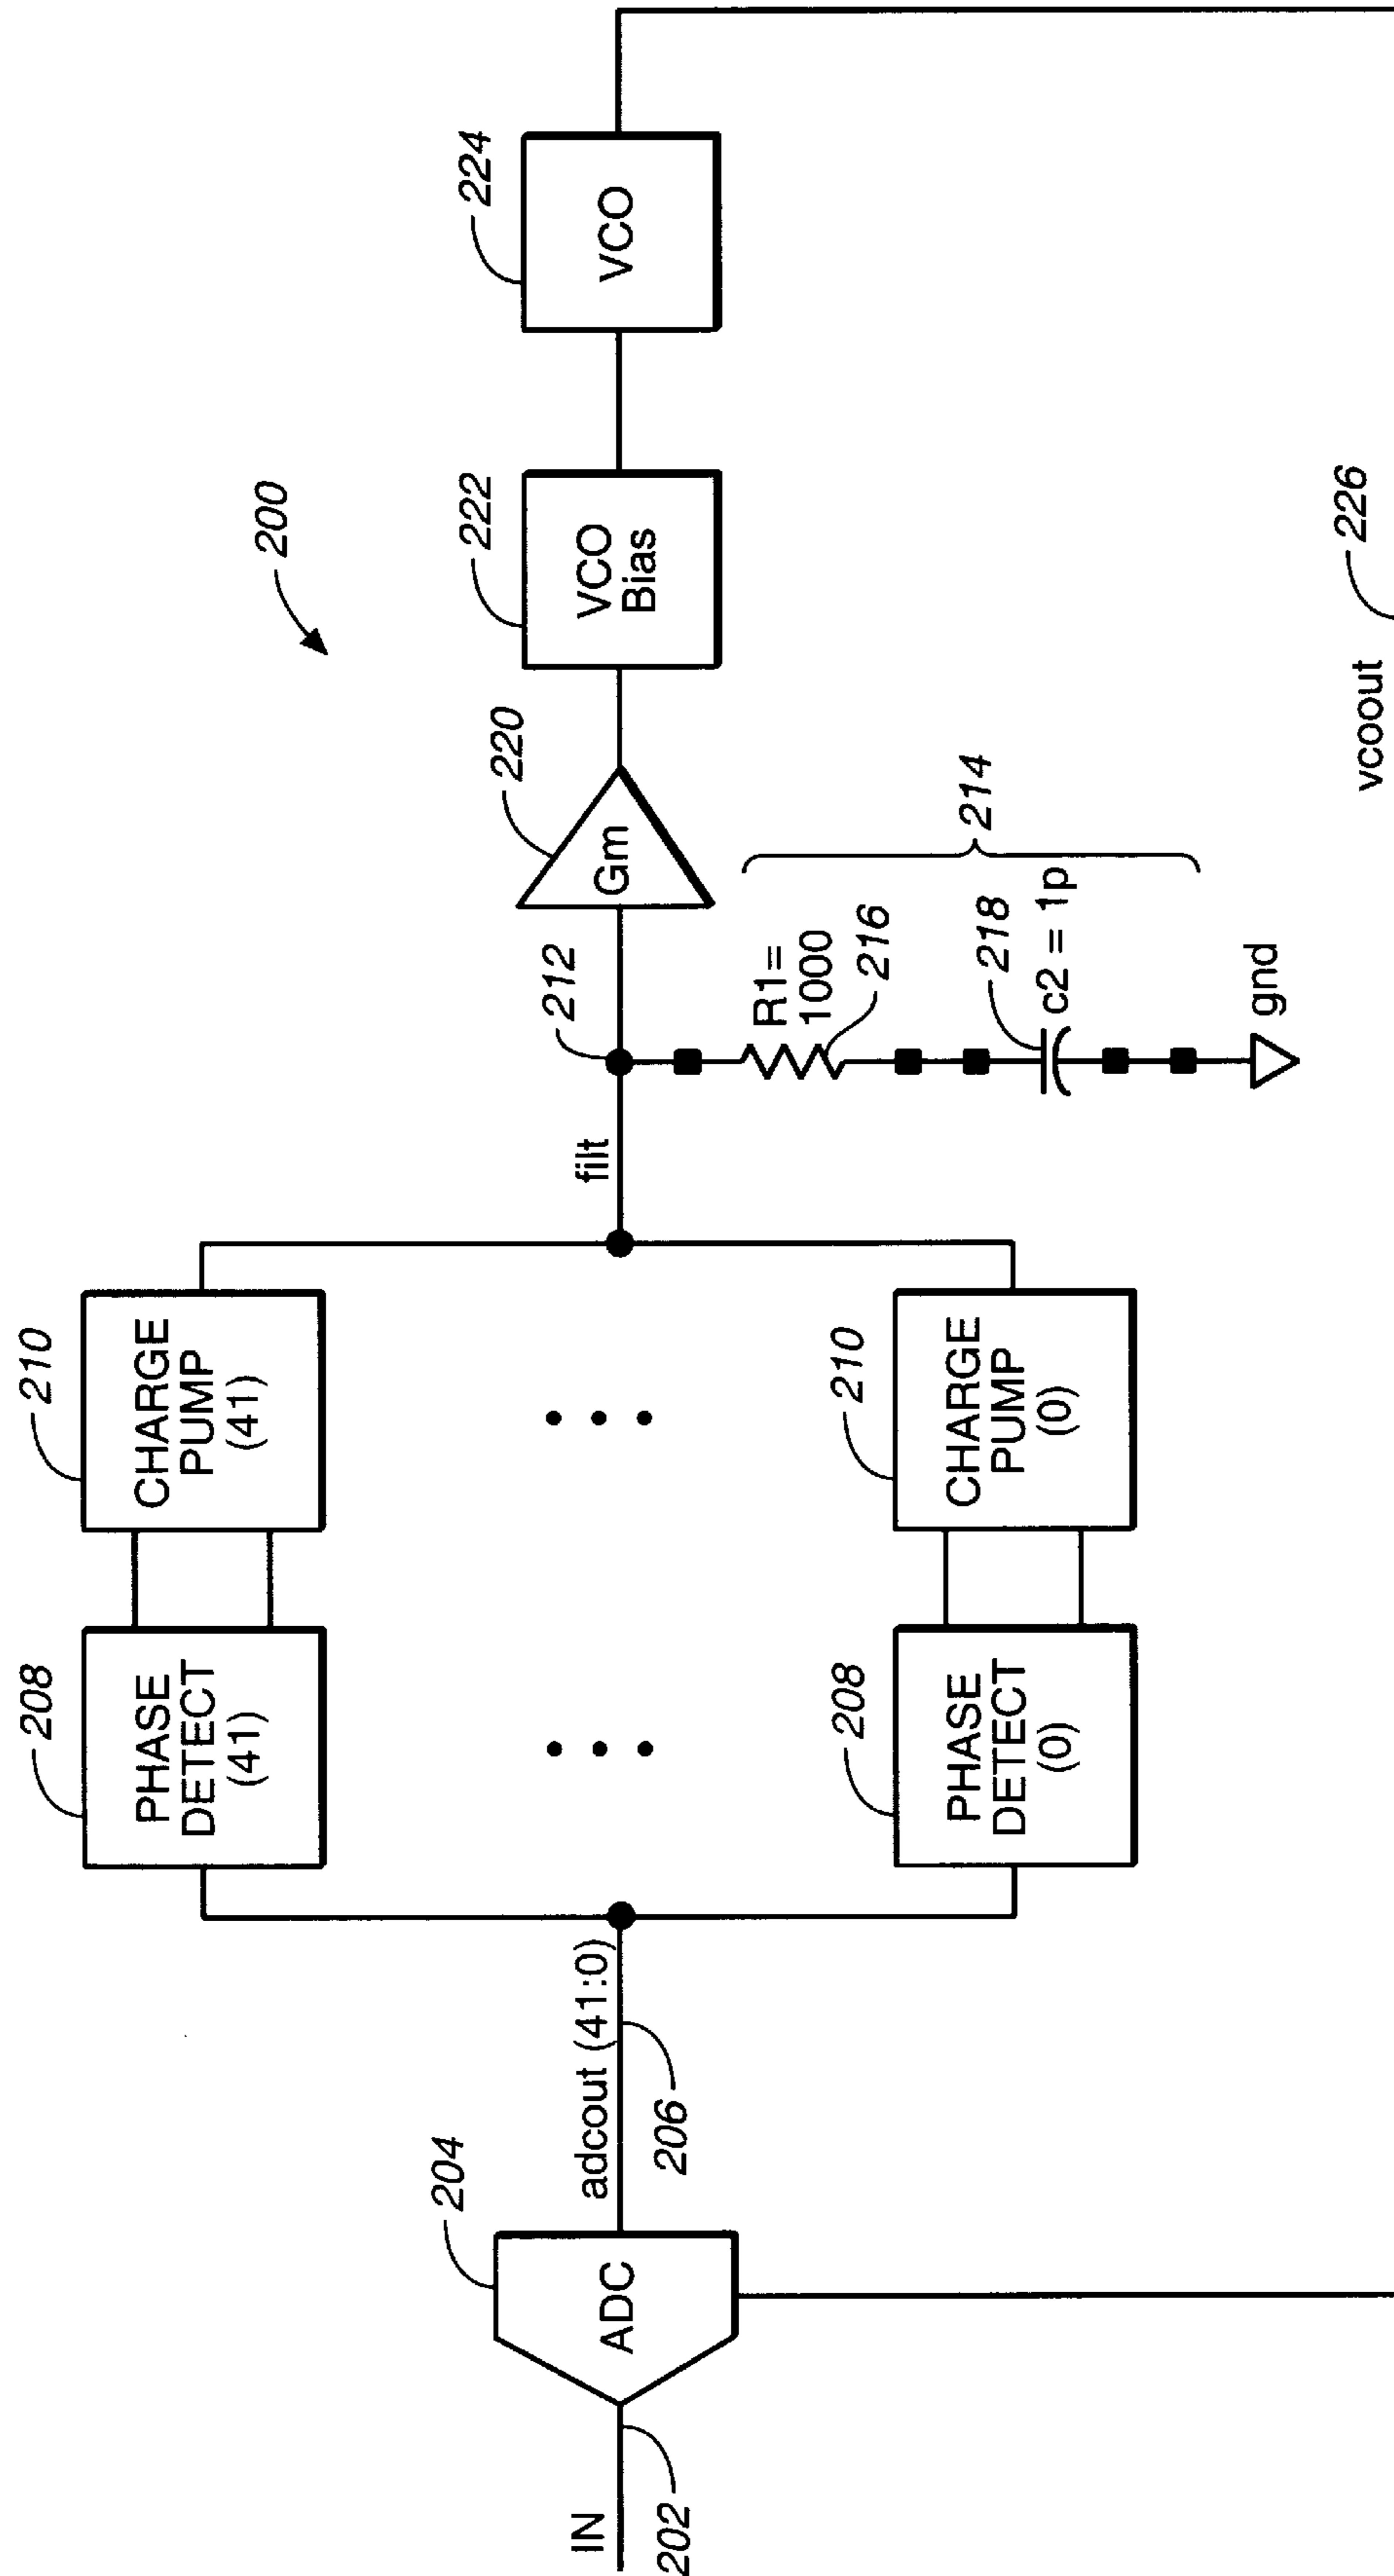 200
IN
202
204
ADC
adcout (41:0)
206
208
PHASE
DETECT
(41)
210
CHARGE
PUMP
(41)
208
PHASE
DETECT
(0)
210
CHARGE
PUMP
(0)
filt
212
R1=
1000
216
218
c2 = 1p
214
gnd
220
Gm
222
VCO
Bias
224
VCO
vcoout
226